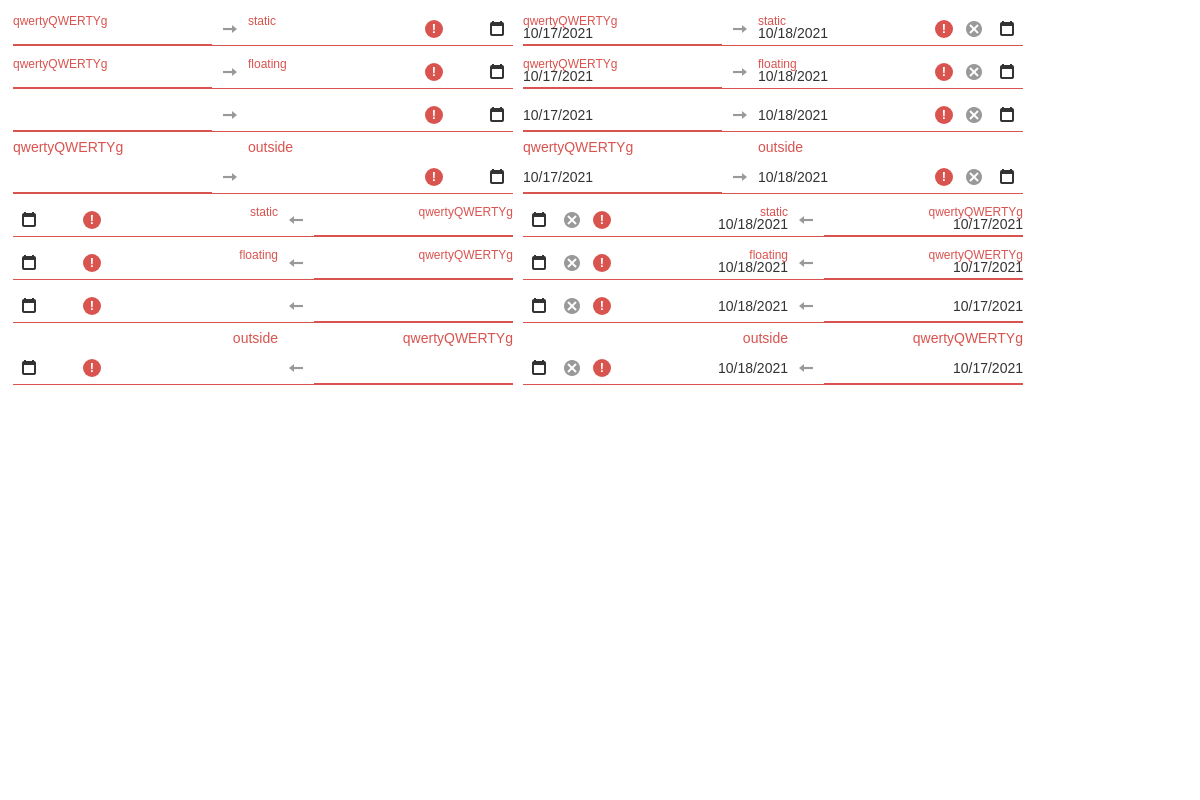 qwertyQWERTYg static qwertyQWERTYg static
10/17/2021 10/18/2021
qwertyQWERTYg floating qwertyQWERTYg floating
10/17/2021 10/18/2021
10/17/2021 10/18/2021
qwertyQWERTYg outside qwertyQWERTYg outside
10/17/2021 10/18/2021
static qwertyQWERTYg static qwertyQWERTYg
10/18/2021 10/17/2021
floating qwertyQWERTYg floating qwertyQWERTYg
10/18/2021 10/17/2021
10/18/2021 10/17/2021
outside qwertyQWERTYg outside qwertyQWERTYg
10/18/2021 10/17/2021